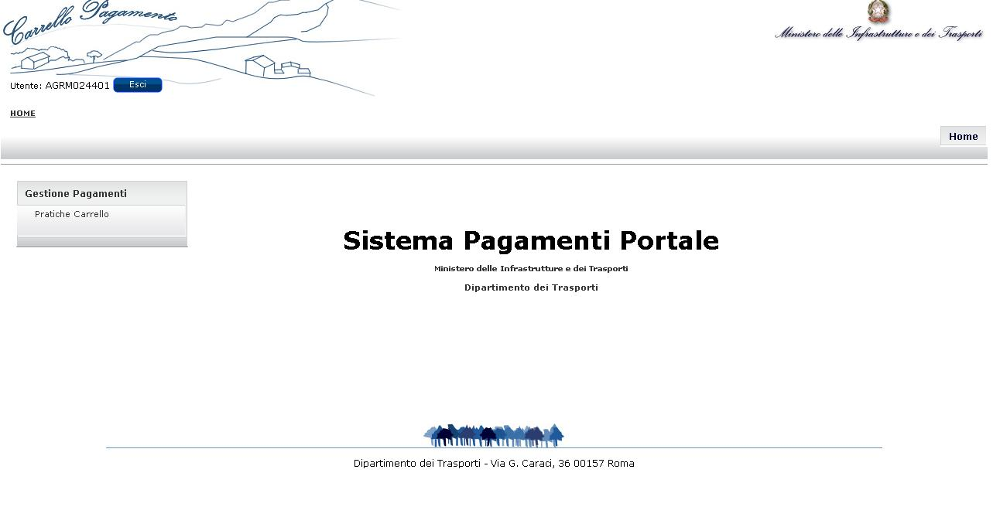 Carrello Pagamento
Ministero delle Infrastrutture e dei Trasporti
Utente: AGRM024401 Esci
HOME
Home
Gestione Pagamenti
Pratiche Carrello
Sistema Pagamenti Portale
Ministero delle Infrastrutture e dei Trasporti
Dipartimento dei Trasporti
Dipartimento dei Trasporti - Via G. Caraci, 36 00157 Roma